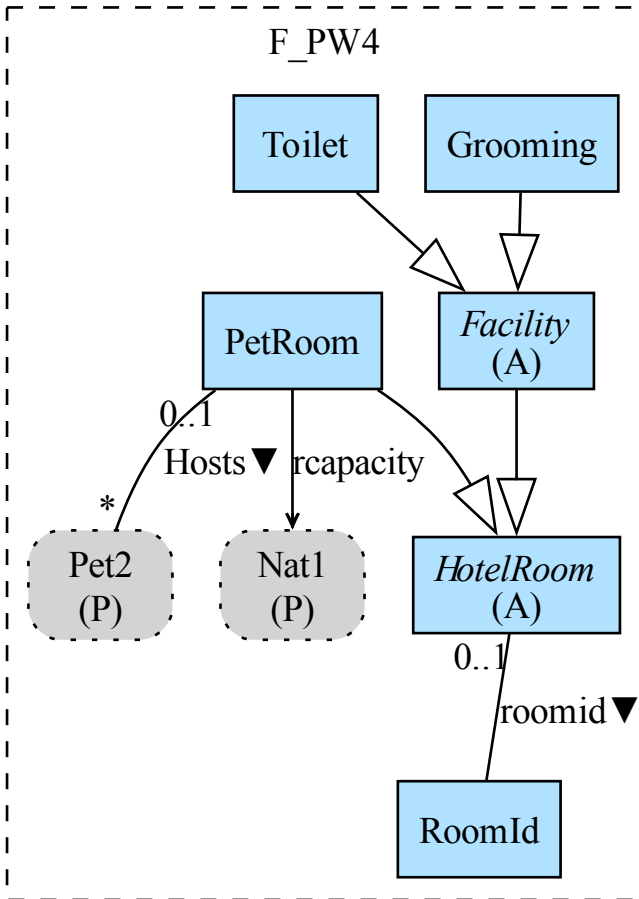 F_PW4
Toilet
Grooming
PetRoom
Facility
(A)
0..1
Hosts▼
rcapacity
*
Pet2
(P)
Nat1
(P)
HotelRoom
(A)
0..1
roomid▼
RoomId